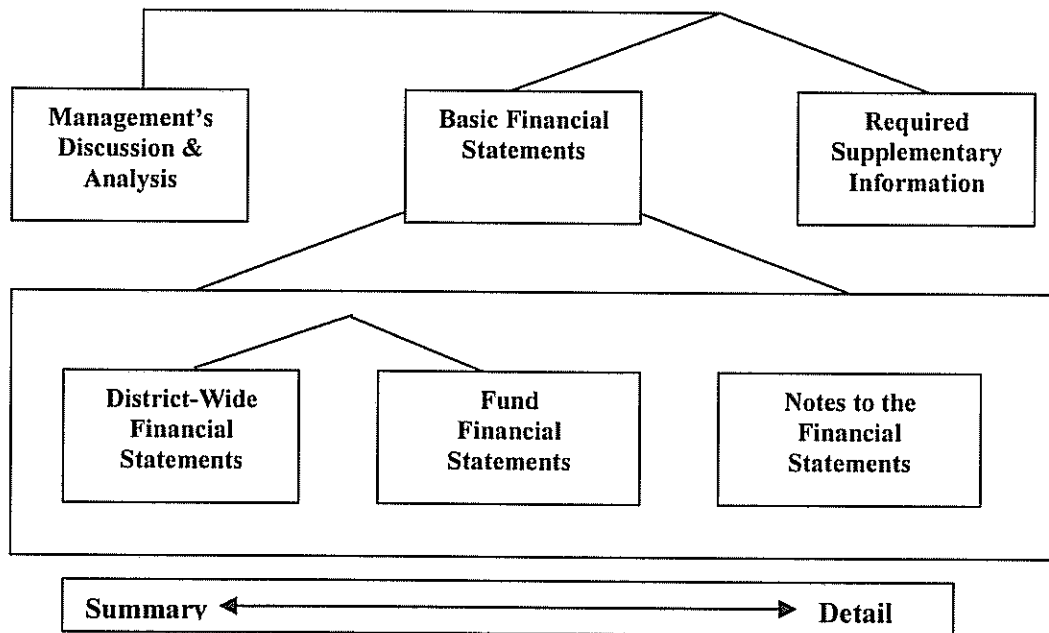 Management's
Discussion &
Analysis
Basic Financial
Statements
Required
Supplementary
Information
District-Wide
Financial
Statements
Fund
Financial
Statements
Notes to the
Financial
Statements
Summary
Detail